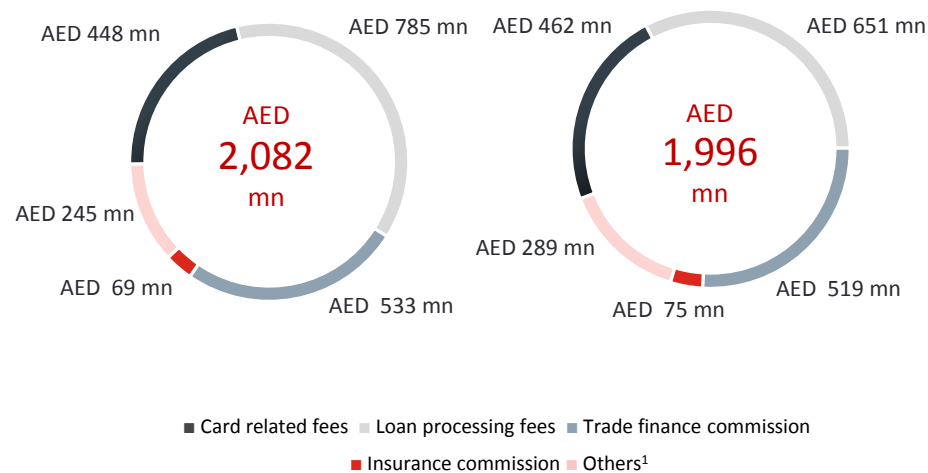 AED 448 mn
AED 785 mn
AED
2,082
mn
AED 245 mn
AED 69 mn
AED 533 mn
AED 462 mn
AED 651 mn
AED
1,996
mn
AED 289 mn
AED 75 mn
AED 519 mn
Card related fees Loan processing fees Trade finance commission
Insurance commission Others¹